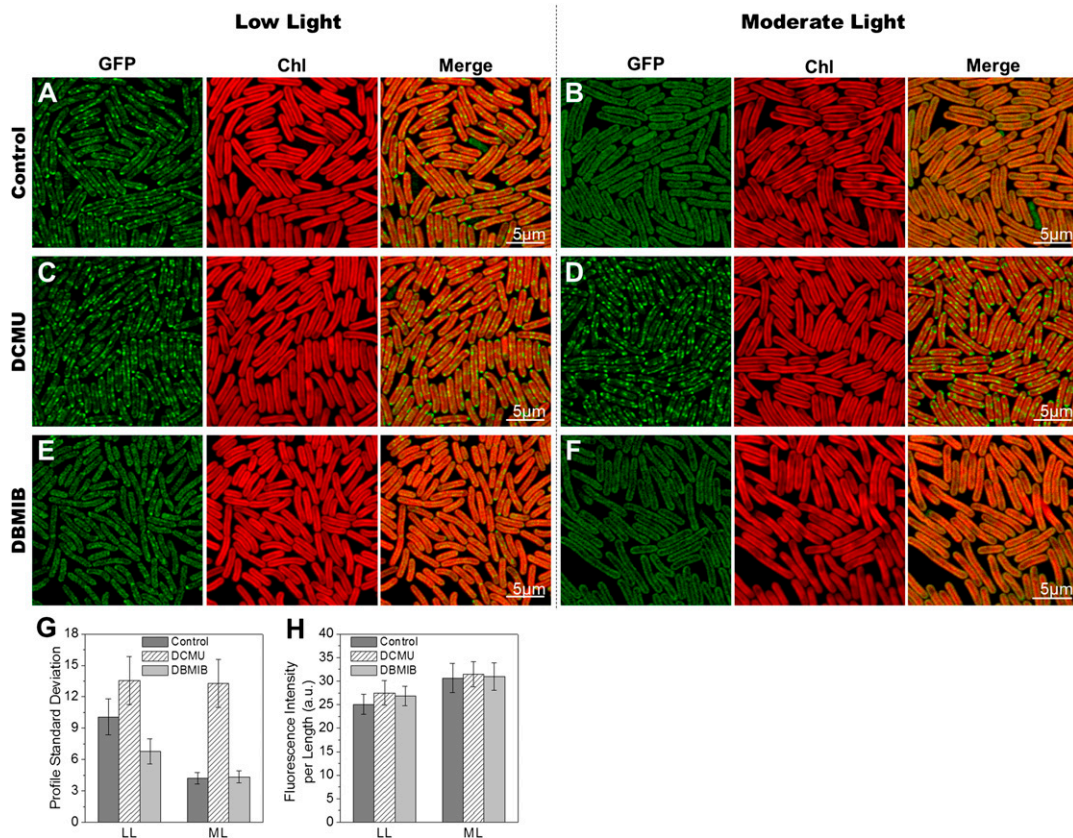 Low Light
Moderate Light
GFP Chl Merge GFP Chl Merge
Control
A
5μm
B
5μm
DCMU
C
5μm
D
5μm
DBMIB
E
5μm
F
5μm
G
Profile Standard Deviation
18
15
12
9
6
3
0
Control
DCMU
DBMIB
LL ML
H
Fluorescence Intensity
per Length (a.u.)
40
35
30
25
20
15
10
5
0
Control
DCMU
DBMIB
LL ML